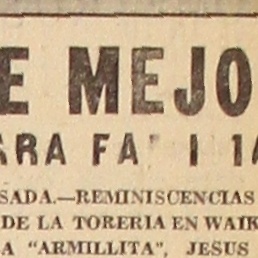 E MEJO
ARA FA
SADA.—REMINISCENCIAS
DE LA TORERIA EN WAIK
A "ARMILLITA", JESUS